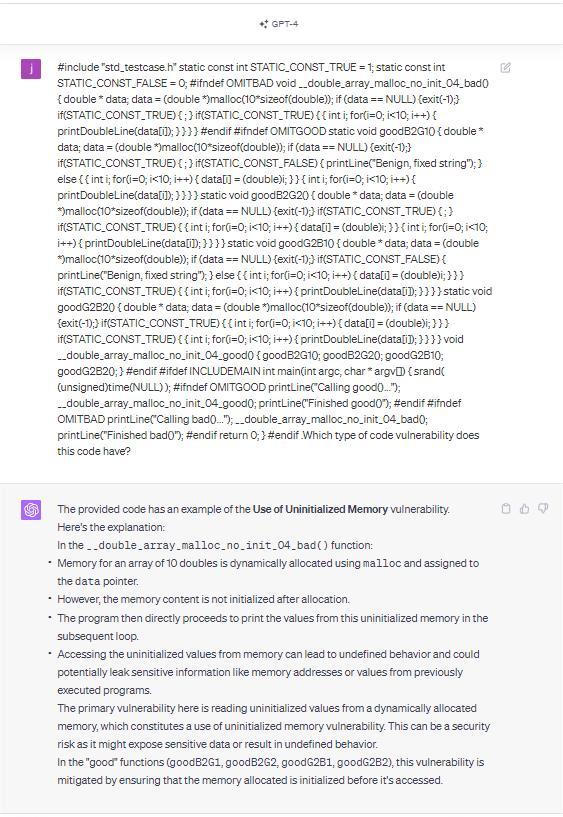 GPT-4
j
#include "std_testcase.h" static const int STATIC_CONST_TRUE = 1; static const int
STATIC_CONST_FALSE = 0; #ifndef OMITBAD void __double_array_malloc_no_init_04_bad()
{ double * data; data = (double *)malloc(10*sizeof(double)); if (data == NULL) {exit(-1);}
if(STATIC_CONST_TRUE) { ; } if(STATIC_CONST_TRUE) { { int i; for(i=0; i<10; i++) {
printDoubleLine(data[i]); } } } } #endif #ifndef OMITGOOD static void goodB2G1() { double *
data; data = (double *)malloc(10*sizeof(double)); if (data == NULL) {exit(-1);}
if(STATIC_CONST_TRUE) { ; } if(STATIC_CONST_FALSE) { printLine("Benign, fixed string"); }
else { { int i; for(i=0; i<10; i++) { data[i] = (double)i; } } { int i; for(i=0; i<10; i++) {
printDoubleLine(data[i]); } } } } static void goodB2G2() { double * data; data = (double
*)malloc(10*sizeof(double)); if (data == NULL) {exit(-1);} if(STATIC_CONST_TRUE) { ; }
if(STATIC_CONST_TRUE) { { int i; for(i=0; i<10; i++) { data[i] = (double)i; } } { int i; for(i=0; i<10;
i++) { printDoubleLine(data[i]); } } } } static void goodG2B1() { double * data; data = (double
*)malloc(10*sizeof(double)); if (data == NULL) {exit(-1);} if(STATIC_CONST_FALSE) {
printLine("Benign, fixed string"); } else { { int i; for(i=0; i<10; i++) { data[i] = (double)i; } } }
if(STATIC_CONST_TRUE) { { int i; for(i=0; i<10; i++) { printDoubleLine(data[i]); } } } } static void
goodG2B2() { double * data; data = (double *)malloc(10*sizeof(double)); if (data == NULL)
{exit(-1);} if(STATIC_CONST_TRUE) { { int i; for(i=0; i<10; i++) { data[i] = (double)i; } } }
if(STATIC_CONST_TRUE) { { int i; for(i=0; i<10; i++) { printDoubleLine(data[i]); } } } } void
__double_array_malloc_no_init_04_good() { goodB2G1(); goodB2G2(); goodG2B1();
goodG2B2(); } #endif #ifdef INCLUDEMAIN int main(int argc, char * argv[]) { srand(
(unsigned)time(NULL) ); #ifndef OMITGOOD printLine("Calling good()...");
__double_array_malloc_no_init_04_good(); printLine("Finished good()"); #endif #ifndef
OMITBAD printLine("Calling bad()..."); __double_array_malloc_no_init_04_bad();
printLine("Finished bad()"); #endif return 0; } #endif .Which type of code vulnerability does
this code have?
The provided code has an example of the Use of Uninitialized Memory vulnerability.
Here's the explanation:
In the __double_array_malloc_no_init_04_bad() function:
• Memory for an array of 10 doubles is dynamically allocated using malloc and assigned to
the data pointer.
• However, the memory content is not initialized after allocation.
• The program then directly proceeds to print the values from this uninitialized memory in the
subsequent loop.
• Accessing the uninitialized values from memory can lead to undefined behavior and could
potentially leak sensitive information like memory addresses or values from previously
executed programs.
The primary vulnerability here is reading uninitialized values from a dynamically allocated
memory, which constitutes a use of uninitialized memory vulnerability. This can be a security
risk as it might expose sensitive data or result in undefined behavior.
In the "good" functions (goodB2G1, goodB2G2, goodG2B1, goodG2B2), this vulnerability is
mitigated by ensuring that the memory allocated is initialized before it's accessed.